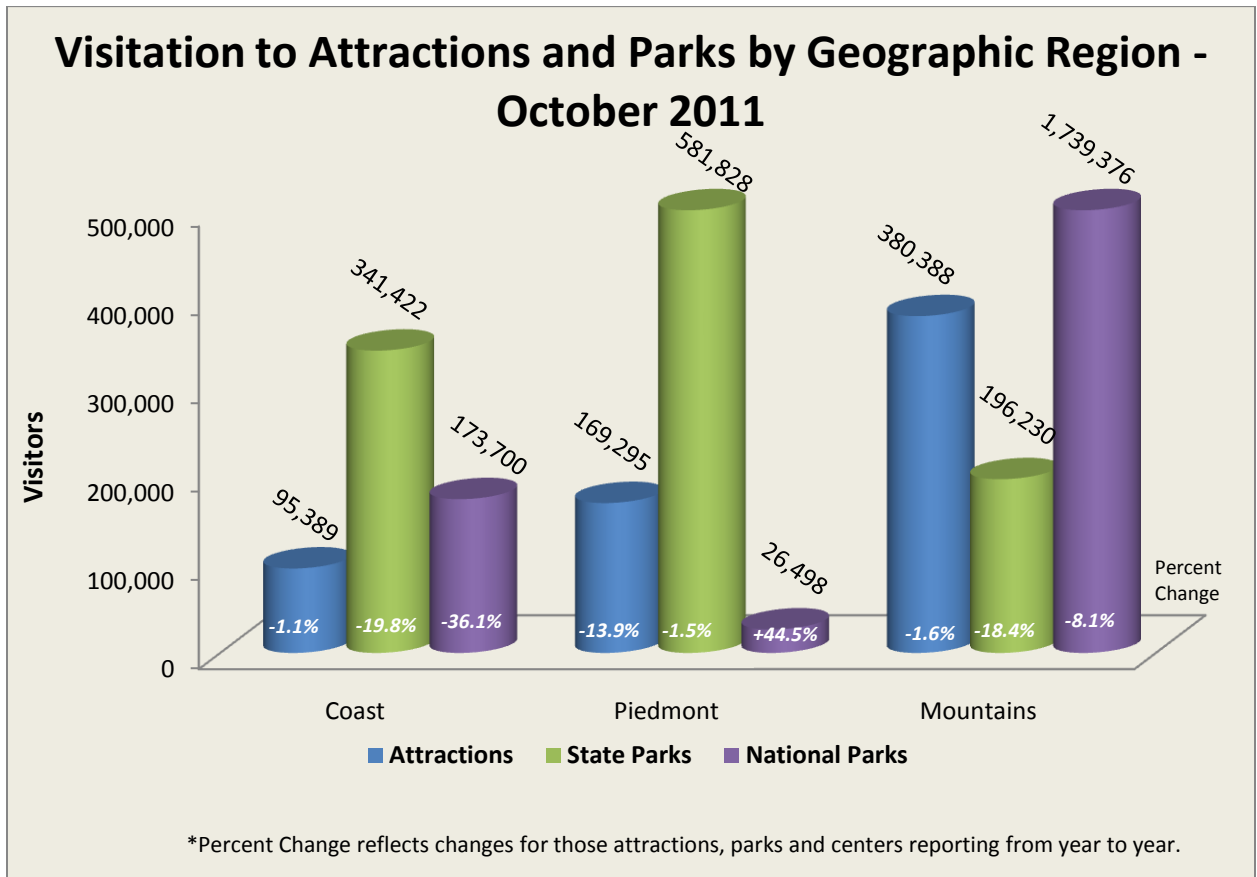 Visitation to Attractions and Parks by Geographic Region -
October 2011
Visitors
500,000
400,000
300,000
200,000
100,000
0
95,389
341,422
173,700
169,295
581,828
26,498
380,388
196,230
1,739,376
-1.1%
-19.8%
-36.1%
-13.9%
-1.5%
+44.5%
-1.6%
-18.4%
-8.1%
Percent
Change
Coast
Piedmont
Mountains
Attractions
State Parks
National Parks
*Percent Change reflects changes for those attractions, parks and centers reporting from year to year.